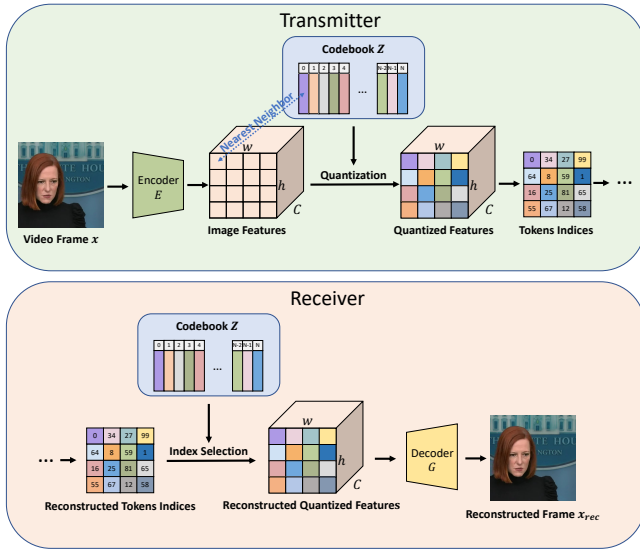 Transmitter
Codebook Z
0 1 2 3 4 ... N-2 N-1 N
Nearest Neighbor
w
w
Encoder
E
h
Quantization
h
C
C
0 34 27 99
64 8 59 1
16 25 81 65
55 67 12 58
...
Video Frame x
Image Features
Quantized Features
Tokens Indices
Receiver
Codebook Z
0 1 2 3 4 ... N-2 N-1 N
w
...
0 34 27 99
64 8 59 1
16 25 81 65
55 67 12 58
Index Selection
h
C
Decoder
G
Reconstructed Tokens Indices
Reconstructed Quantized Features
Reconstructed Frame x_rec